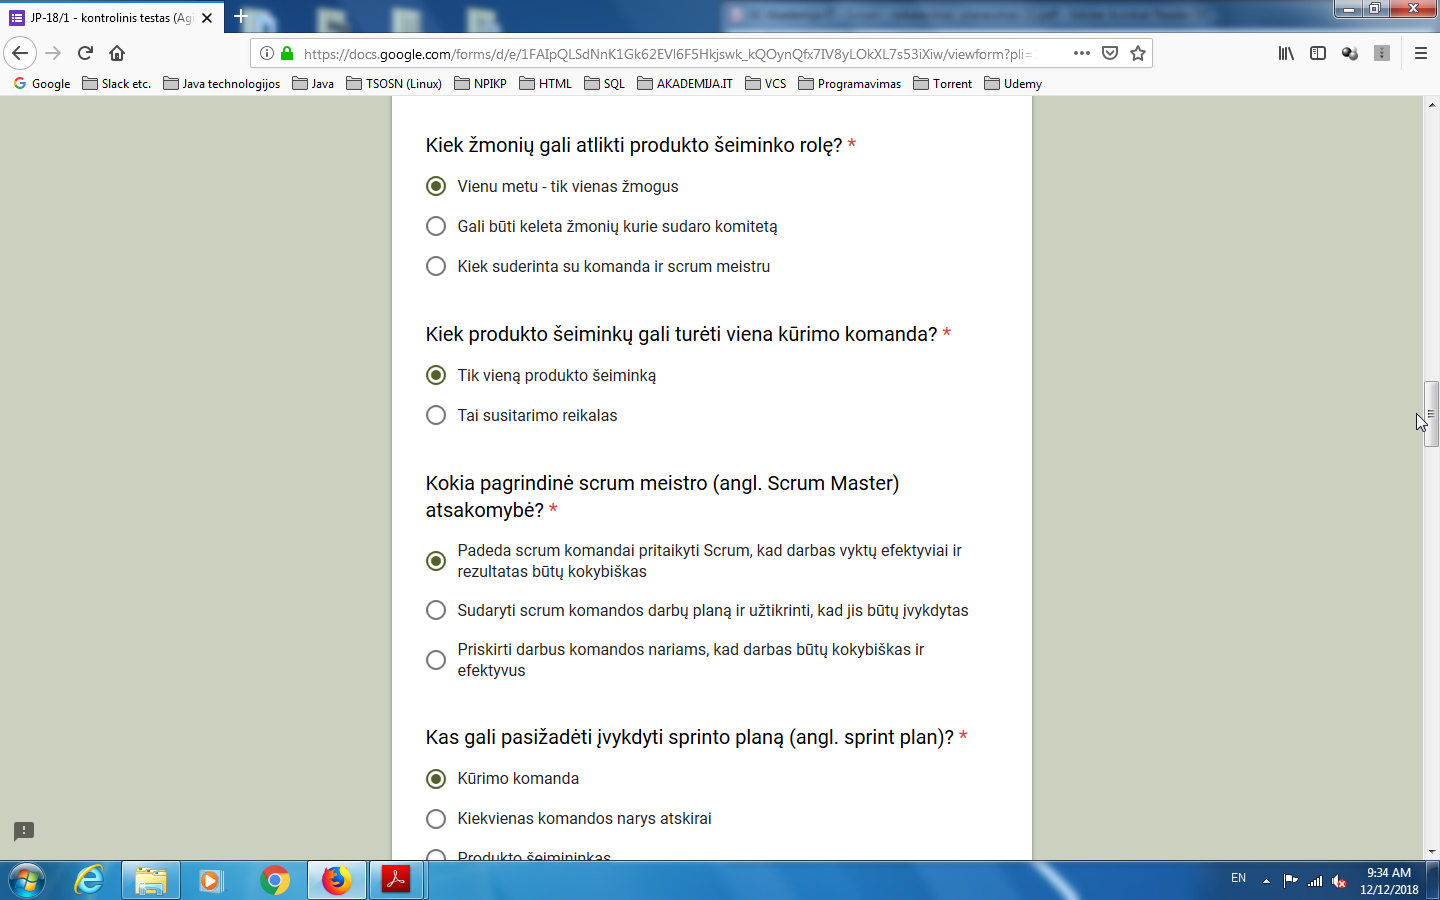 JP-18/1 - kontrolinis testas (Agi
https://docs.google.com/forms/d/e/1FAIpQLSdNnK1Gk62EVl6F5Hkjswk_kQOynQfx7IV8yLOkXL7s53iXiw/viewform?pli=
Google Slack etc. Java technologijos Java TSOSN (Linux) NPIKP HTML SQL AKADEMIJA.IT VCS Programavimas Torrent Udemy
Kiek žmonių gali atlikti produkto šeiminko rolę? *
Vienu metu - tik vienas žmogus
Gali būti keleta žmonių kurie sudaro komitetą
Kiek suderinta su komanda ir scrum meistru
Kiek produkto šeiminkų gali turėti viena kūrimo komanda? *
Tik vieną produkto šeiminką
Tai susitarimo reikalas
Kokia pagrindinė scrum meistro (angl. Scrum Master)
atsakomybė? *
Padeda scrum komandai pritaikyti Scrum, kad darbas vyktų efektyviai ir
rezultatas būtų kokybiškas
Sudaryti scrum komandos darbų planą ir užtikrinti, kad jis būtų įvykdytas
Priskirti darbus komandos nariams, kad darbas būtų kokybiškas ir
efektyvus
Kas gali pasižadėti įvykdyti sprinto planą (angl. sprint plan)? *
Kūrimo komanda
Kiekvienas komandos narys atskirai
Produkto šeimininkas
EN
9:34 AM
12/12/2018